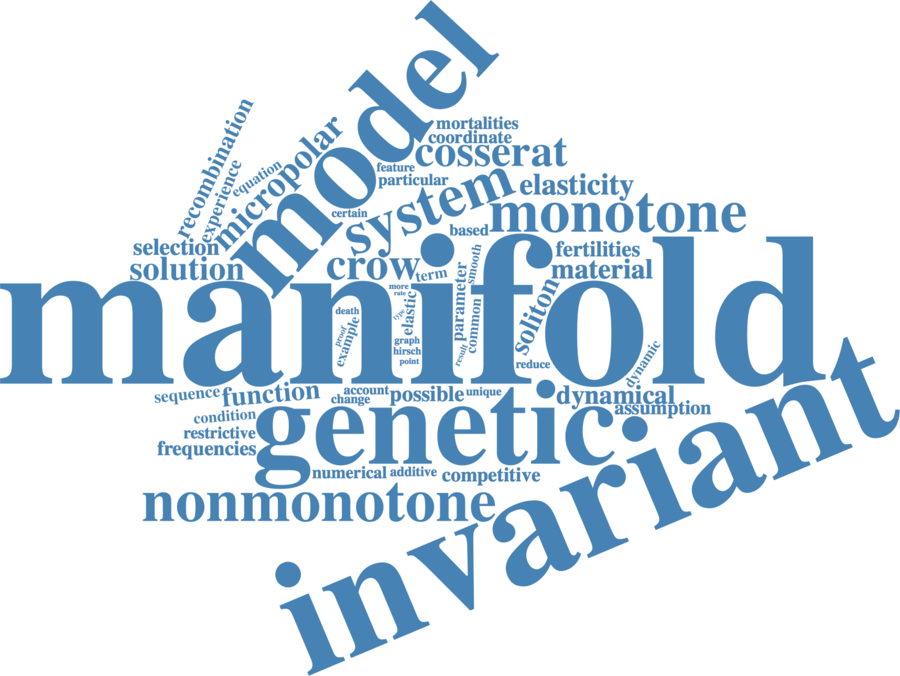 model
recombination
mortalities
coordinate
micropolar
cosserat
experience
equation
feature
particular
system
elasticity
certain
monotone
based
selection
solution
crow
term
smooth
fertilities
material
manifold
more
rate
type
elastic
parameter
common
soliton
death
proof
example
graph
hirsch
point
result
reduce
dynamic
sequence
function
account
change
possible
unique
dynamical
assumption
condition
genetic
restrictive
frequencies
invariant
numerical
additive
competitive
nonmonotone